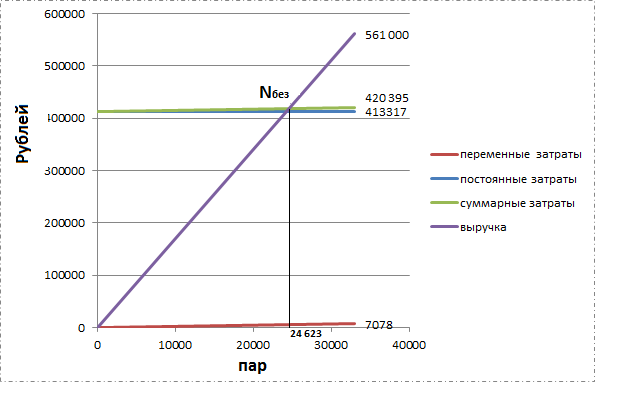 600000
561 000
500000
Nбез
420 395
400000
413317
Рублей
300000
переменные затраты
постоянные затраты
200000
суммарные затраты
выручка
100000
0
7078
0
10000
20000
24 623
30000
40000
пар